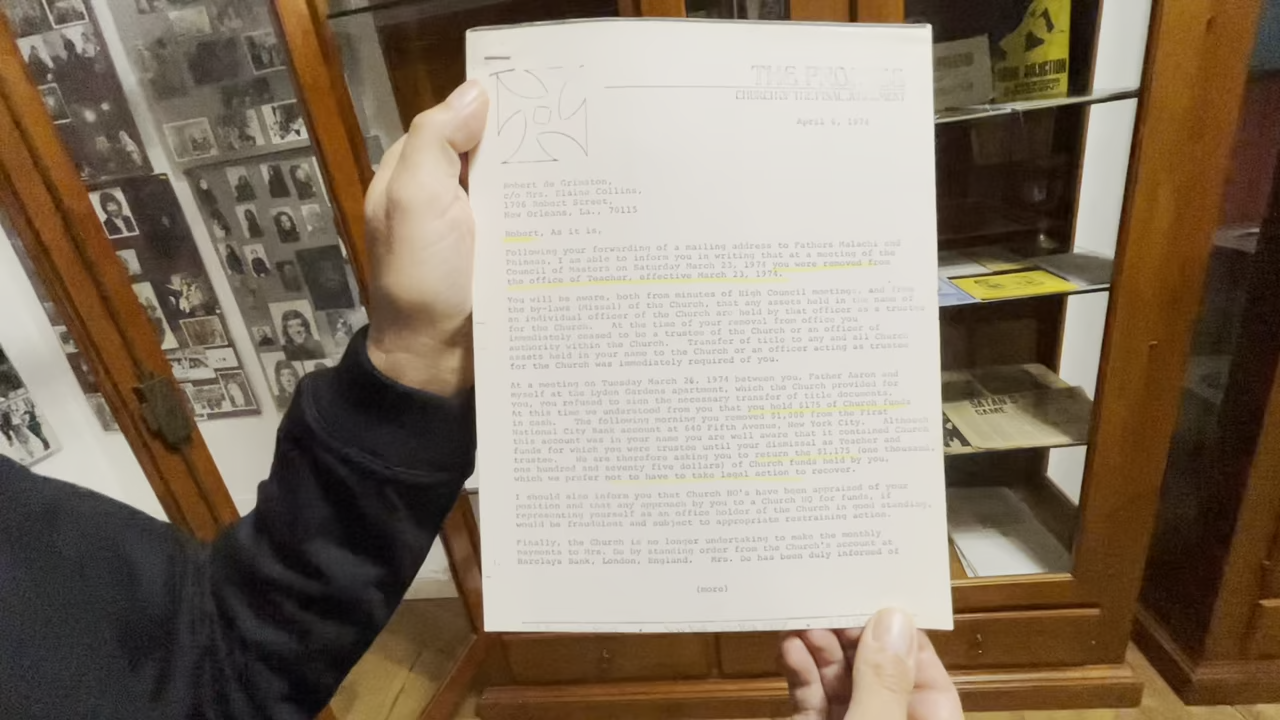 THE PROCESS
CHURCH OF THE FINAL JUDGEMENT
April 4, 1974
Robert de Grimston,
c/o Mrs. Elaine Collins,
1706 Robert Street,
New Orleans, La., 70115
Robert, As it is,
Following your forwarding of a mailing address to Fathers Malachi and
I am able to inform you in writing that at a meeting of the
Council of Masters on Saturday March 23, 1974 you were removed from
the office of Teacher, effective March 23, 1974.
You will be aware, both from minutes of High Council meetings, and from
the by-laws (Missal) of the Church, that any assets held in the name of
an individual officer of the Church are held by that officer as a trustee
for the Church. At the time of your removal from office you
immediately ceased to be a trustee of the Church or an officer of
authority within the Church. Transfer of title to any and all Church
assets held in your name to the Church or an officer acting as trustee
for the Church was immediately required of you.
At a meeting on Tuesday March 26, 1974 between you, Father Aaron and
myself at the Lyden Gardens apartment, which the Church provided for
you, you refused to sign the necessary transfer of title documents.
At this time we understood from you that you hold $175 of Church funds
in cash. The following morning you removed $1,000 from the First
National City Bank account at 640 Fifth Avenue, New York City. Although
this account was in your name you are well aware that it contained Church
funds for which you were trustee until your dismissal as Teacher and
trustee. We are therefore asking you to return the $1,175 (one thousand,
one hundred and seventy five dollars) of Church funds held by you,
which we prefer not to have to take legal action to recover.
I should also inform you that Church HQ's have been appraised of your
position and that any approach by you to a Church HQ for funds, if
representing yourself as an office holder of the Church in good standing,
would be fraudulent and subject to appropriate restraining action.
Finally, the Church is no longer undertaking to make the monthly
payments to Mrs. Du by standing order from the Church's account at
Barclays Bank, London, England. Mrs. Du has been duly informed of
(more)
SATAN'S
GAME